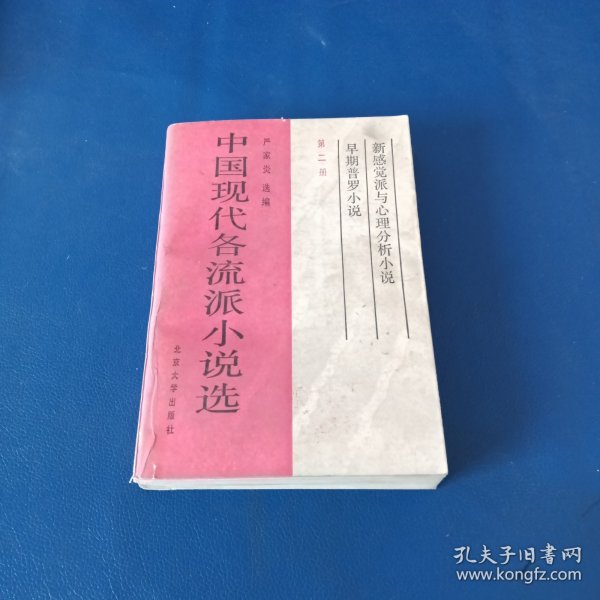 中国现代各流派小说选
严家炎 选编
北京大学出版社
第二册
新感觉派与心理分析小说
早期普罗小说
孔夫子旧书网
www.kongfz.com